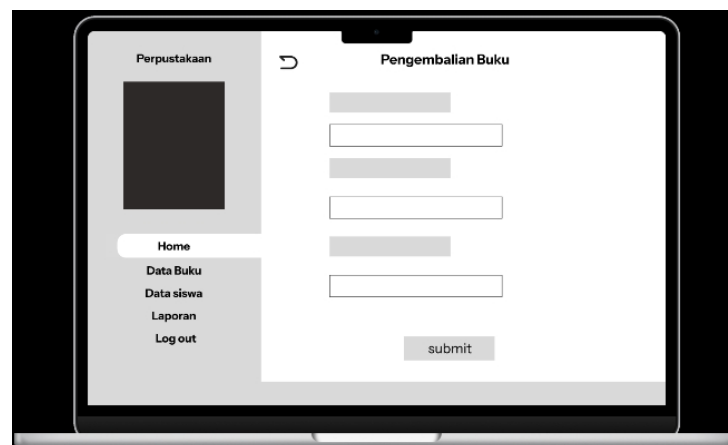 Perpustakaan
Home
Data Buku
Data siswa
Laporan
Log out
Pengembalian Buku
submit